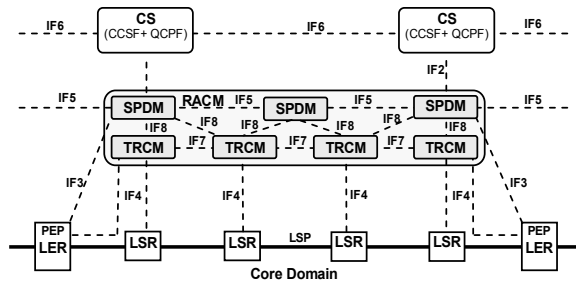 CS
(CCSF+ QCPF)
CS
(CCSF+ QCPF)
IF6
IF6
IF6
IF2
RACM
IF5
SPDM
IF5
SPDM
IF5
SPDM
IF5
IF8
IF8
IF8
IF8
IF8
IF8
TRCM
IF7
TRCM
IF7
TRCM
IF7
TRCM
IF3
IF4
IF4
IF4
IF4
IF3
PEP
LER
LSR
LSR
LSP
LSR
LSR
PEP
LER
Core Domain